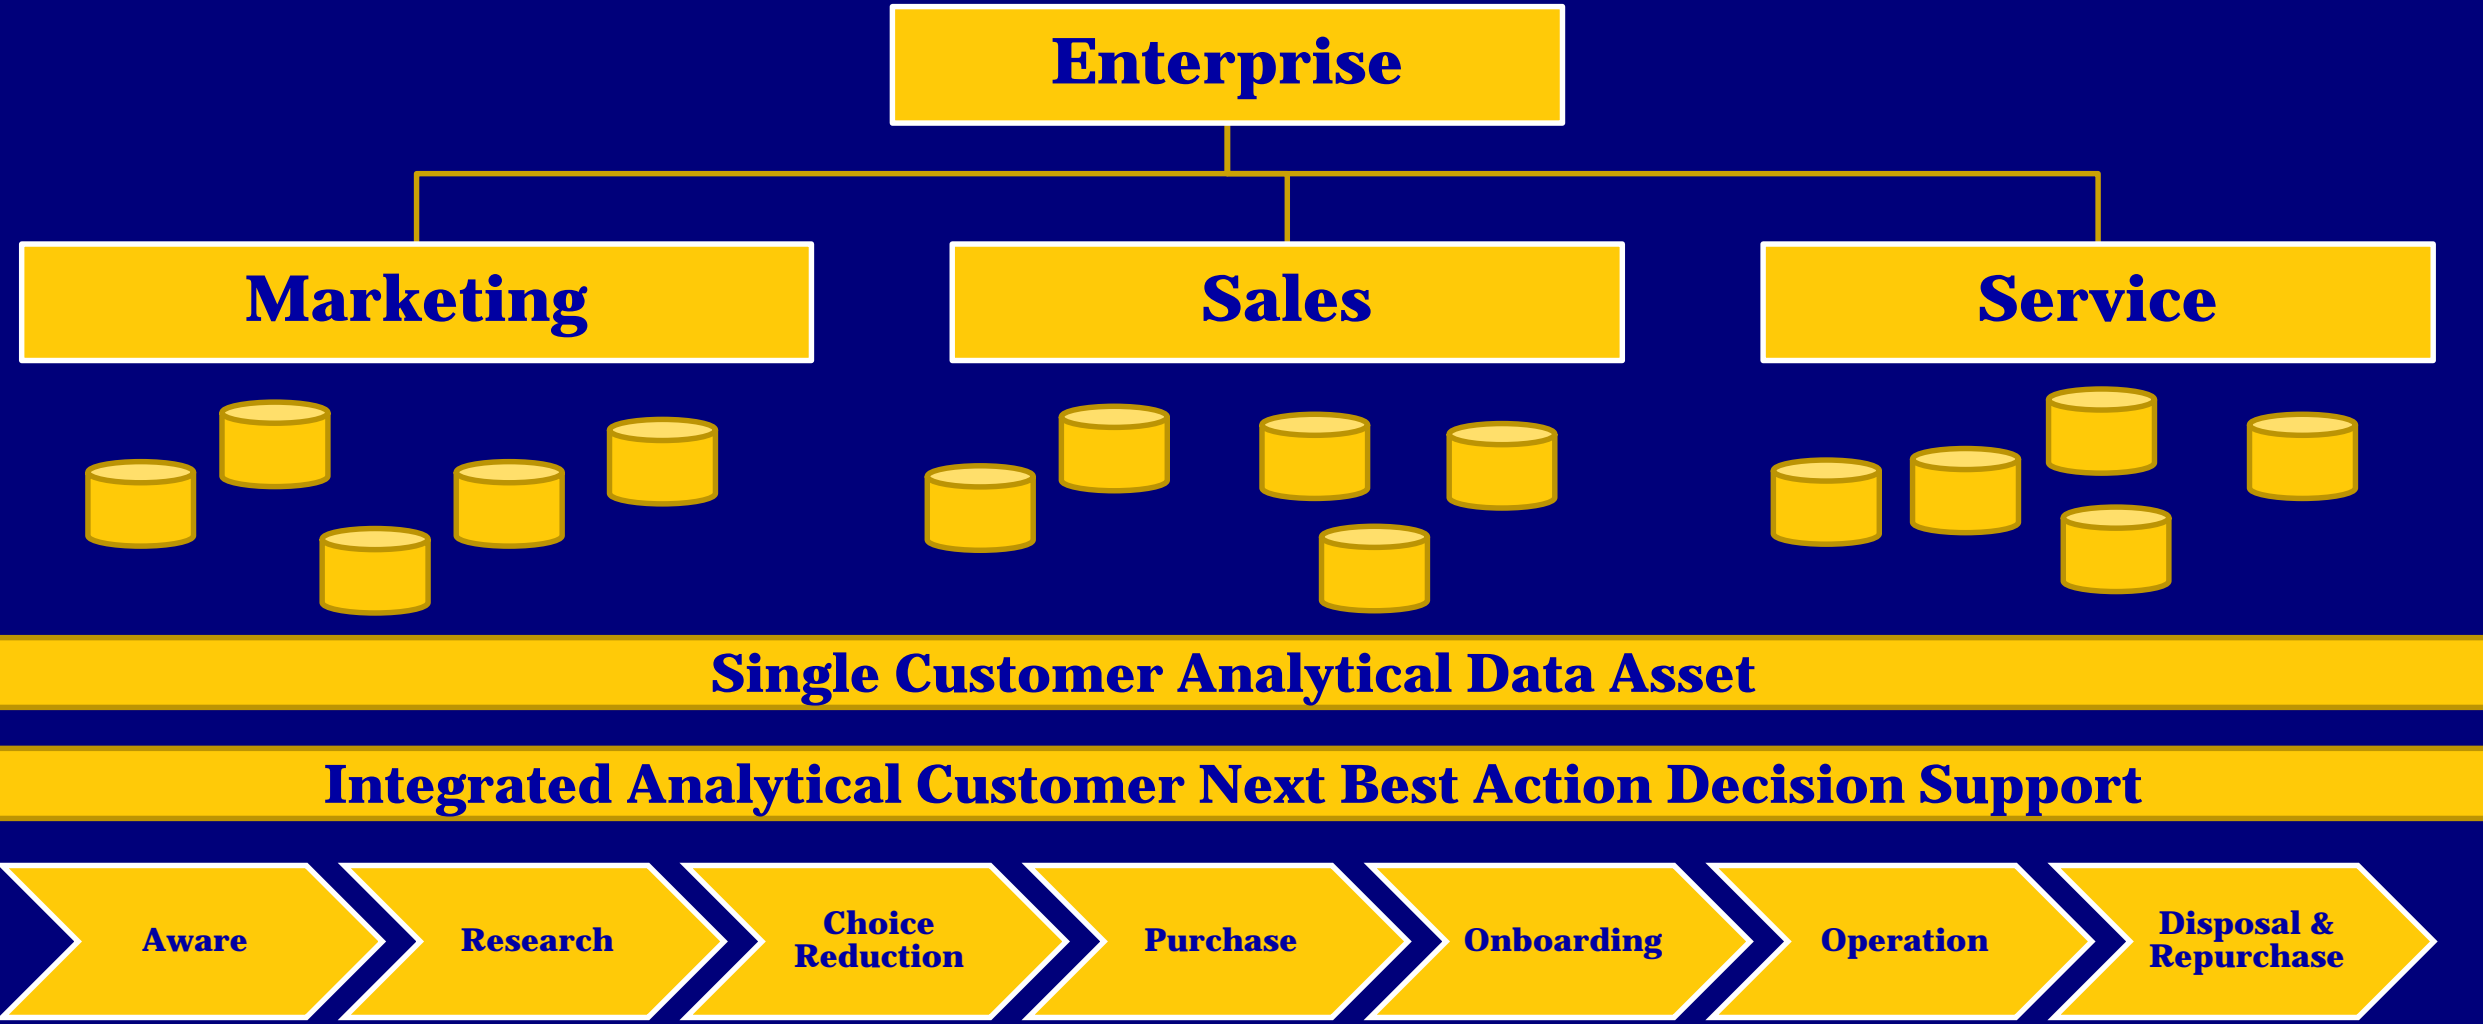 Enterprise
Marketing
Sales
Service
Single Customer Analytical Data Asset
Integrated Analytical Customer Next Best Action Decision Support
Aware
Research
Choice
Reduction
Purchase
Onboarding
Operation
Disposal &
Repurchase